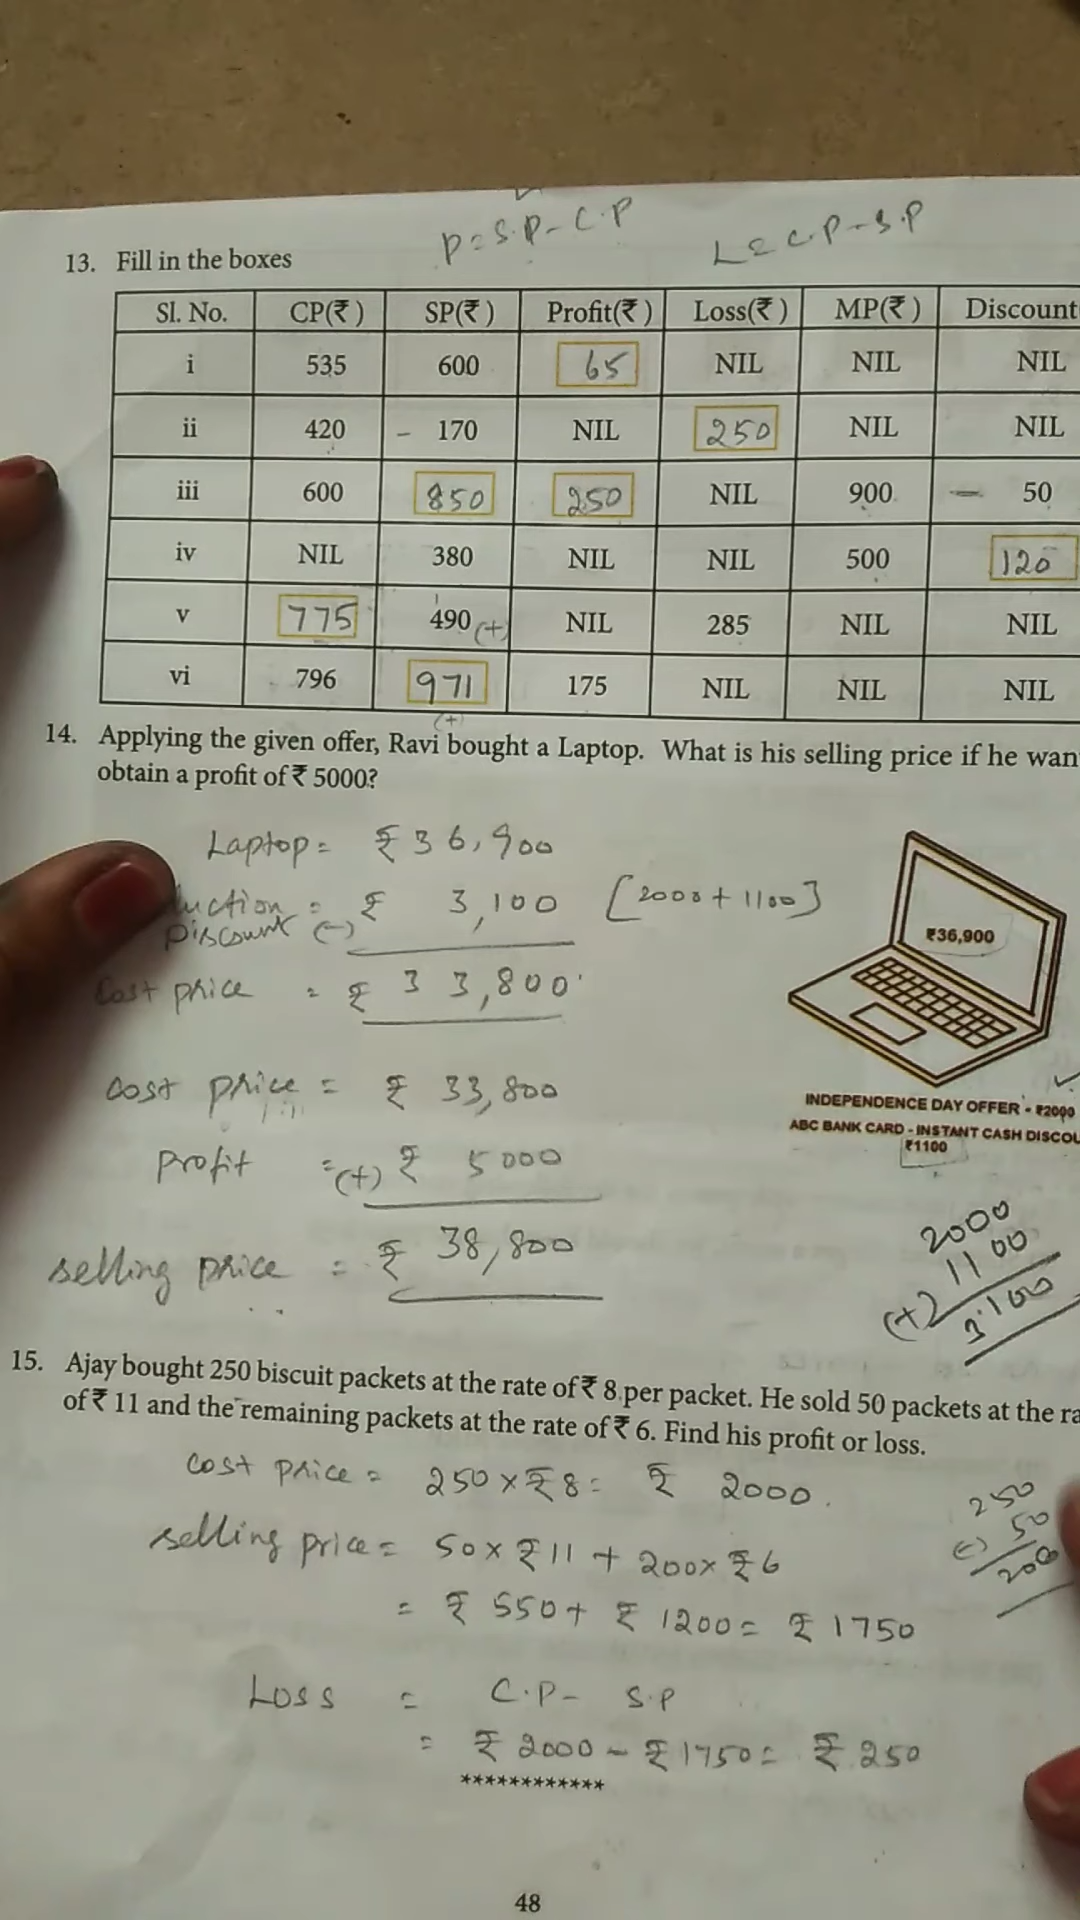 P = S.P - C.P
L = C.P - S.P
13. Fill in the boxes
Sl. No. CP(₹) SP(₹) Profit(₹) Loss(₹) MP(₹) Discount
i 535 600 65 NIL NIL NIL
ii 420 - 170 NIL 250 NIL NIL
iii 600 850 250 NIL 900 - 50
iv NIL 380 NIL NIL 500 120
v 775 490 (+) NIL 285 NIL NIL
vi 796 971 175 NIL NIL NIL
(+)
14. Applying the given offer, Ravi bought a Laptop. What is his selling price if he wan
obtain a profit of ₹ 5000?
Laptop = ₹ 36,900
uction = ₹ 3,100 [2000 + 1100]
Discount (-)
Cost price = ₹ 33,800
₹36,900
cost price = ₹ 33,800
INDEPENDENCE DAY OFFER - ₹2000
ABC BANK CARD - INSTANT CASH DISCOU
₹1100
Profit = (+) ₹ 5000
selling price = ₹ 38,800
2000
1100
(+)
3100
15. Ajay bought 250 biscuit packets at the rate of ₹ 8 per packet. He sold 50 packets at the ra
of ₹ 11 and the remaining packets at the rate of ₹ 6. Find his profit or loss.
cost price = 250 × ₹8 = ₹ 2000.
selling price = 50 × ₹11 + 200 × ₹6
= ₹ 550 + ₹ 1200 = ₹ 1750
250
(-) 50
200
Loss = C.P - S.P
= ₹ 2000 - ₹ 1750 = ₹ 250
************
48